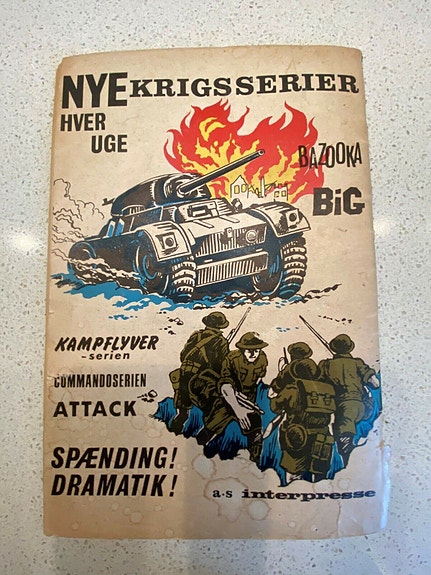 NYE KRIGSSERIER
HVER
UGE
BAZOOKA
BiG
KAMPFLYVER
-serien
COMMANDOSERIEN
ATTACK
SPÆNDING!
DRAMATIK!
a·s interpresse